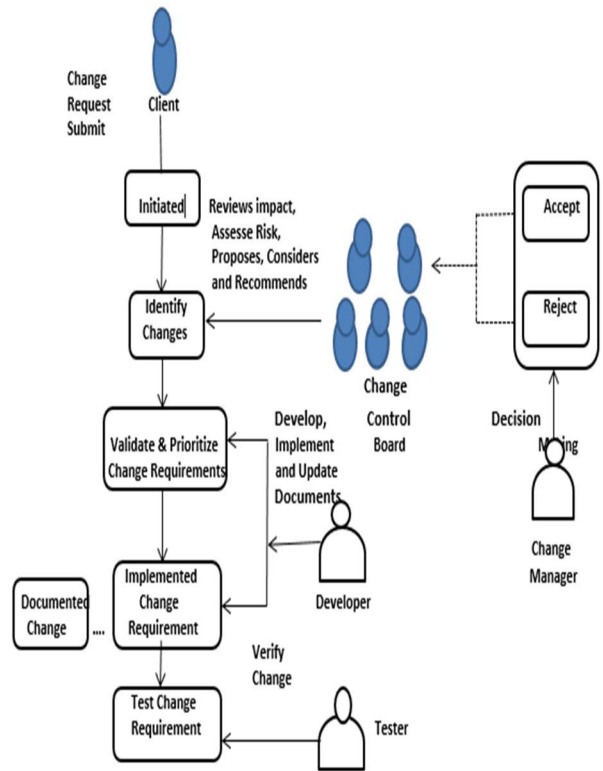 Change
Request
Submit
Client
Initiated
Reviews impact,
Assesse Risk,
Proposes, Considers
and Recommends
Accept
Reject
Identify
Changes
Change
Control
Board
Decision
Making
Change
Manager
Validate & Prioritize
Change Requirements
Develop,
Implement
and Update
Documents
Developer
Implemented
Change
Requirement
Documented
Change
....
Verify
Change
Test Change
Requirement
Tester